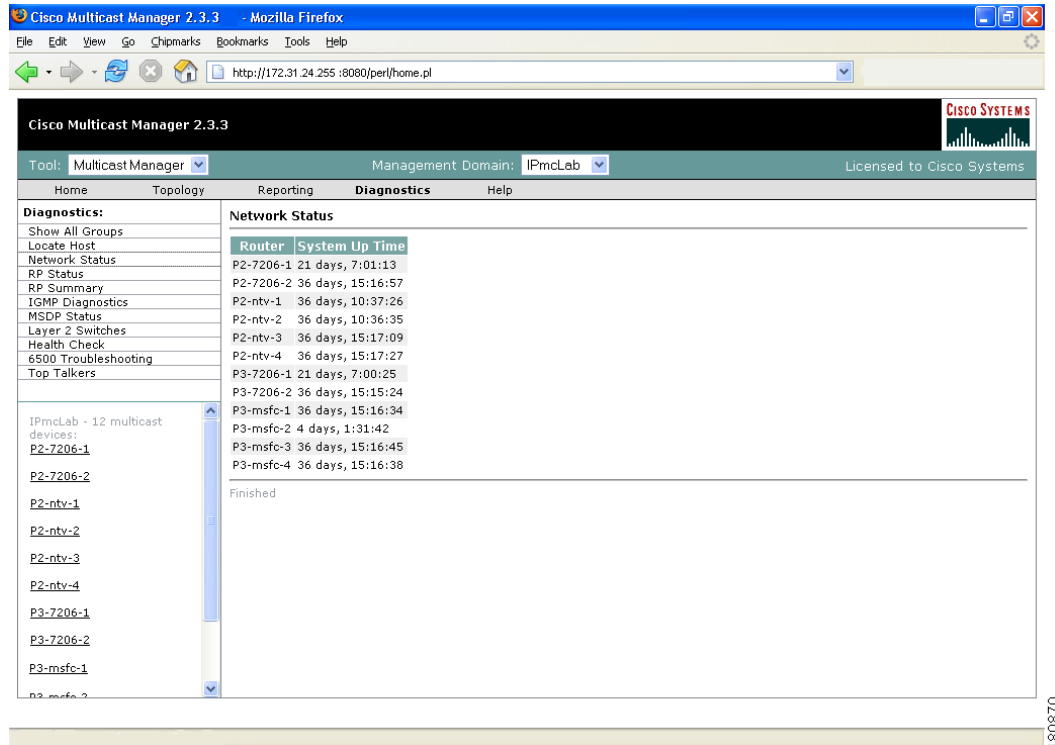 Cisco Multicast Manager 2.3.3 - Mozilla Firefox
File Edit View Go Chipmarks Bookmarks Tools Help
http://172.31.24.255 :8080/perl/home.pl
Cisco Multicast Manager 2.3.3
CISCO SYSTEMS
Tool: Multicast Manager Management Domain: IPmcLab Licensed to Cisco Systems
Home Topology Reporting Diagnostics Help
Diagnostics:
Show All Groups
Locate Host
Network Status
RP Status
RP Summary
IGMP Diagnostics
MSDP Status
Layer 2 Switches
Health Check
6500 Troubleshooting
Top Talkers
IPmcLab - 12 multicast
devices:
P2-7206-1
P2-7206-2
P2-ntv-1
P2-ntv-2
P2-ntv-3
P2-ntv-4
P3-7206-1
P3-7206-2
P3-msfc-1
P3-msfc-2
Network Status
Router System Up Time
P2-7206-1 21 days, 7:01:13
P2-7206-2 36 days, 15:16:57
P2-ntv-1 36 days, 10:37:26
P2-ntv-2 36 days, 10:36:35
P2-ntv-3 36 days, 15:17:09
P2-ntv-4 36 days, 15:17:27
P3-7206-1 21 days, 7:00:25
P3-7206-2 36 days, 15:15:24
P3-msfc-1 36 days, 15:16:34
P3-msfc-2 4 days, 1:31:42
P3-msfc-3 36 days, 15:16:45
P3-msfc-4 36 days, 15:16:38
Finished